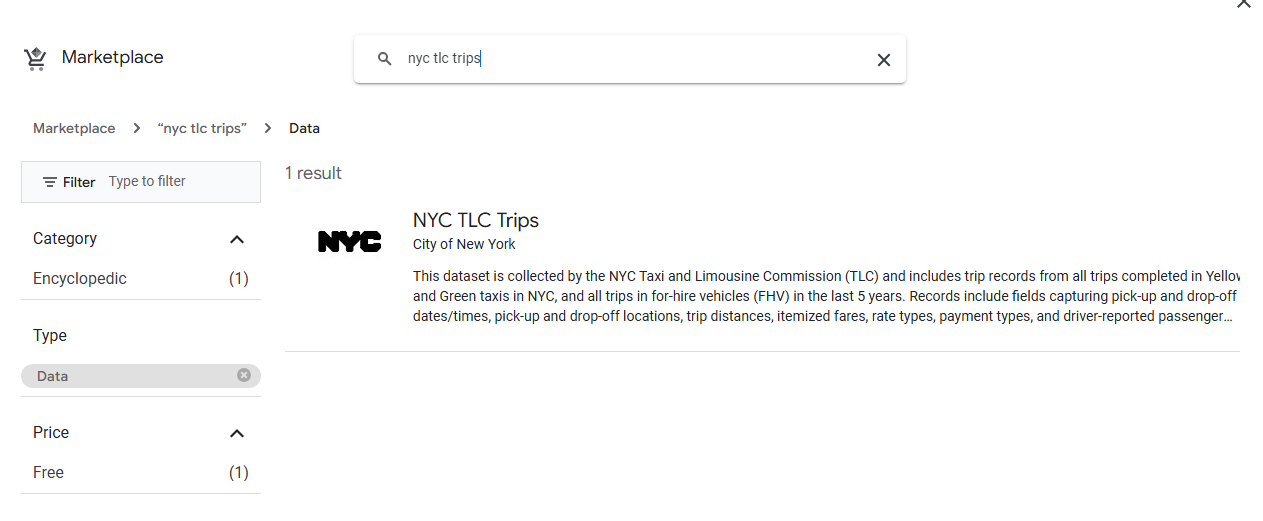 Marketplace
nyc tlc trips
Marketplace > “nyc tlc trips” > Data
Filter Type to filter
1 result
Category
Encyclopedic (1)
Type
Data
Price
Free (1)
NYC
NYC TLC Trips
City of New York
This dataset is collected by the NYC Taxi and Limousine Commission (TLC) and includes trip records from all trips completed in Yellow
and Green taxis in NYC, and all trips in for-hire vehicles (FHV) in the last 5 years. Records include fields capturing pick-up and drop-off
dates/times, pick-up and drop-off locations, trip distances, itemized fares, rate types, payment types, and driver-reported passenger…